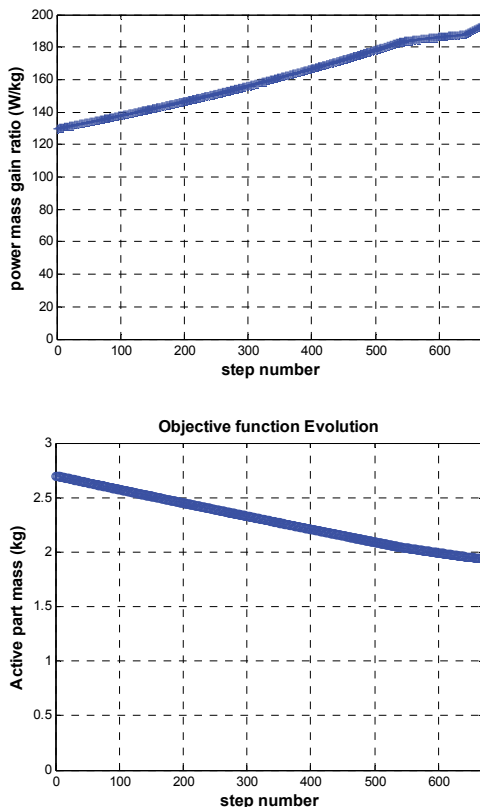 power mass gain ratio (W/kg)
200
180
160
140
120
100
80
60
40
20
0
0 100 200 300 400 500 600
step number
Objective function Evolution
Active part mass (kg)
3
2.5
2
1.5
1
0.5
0
0 100 200 300 400 500 600
step number